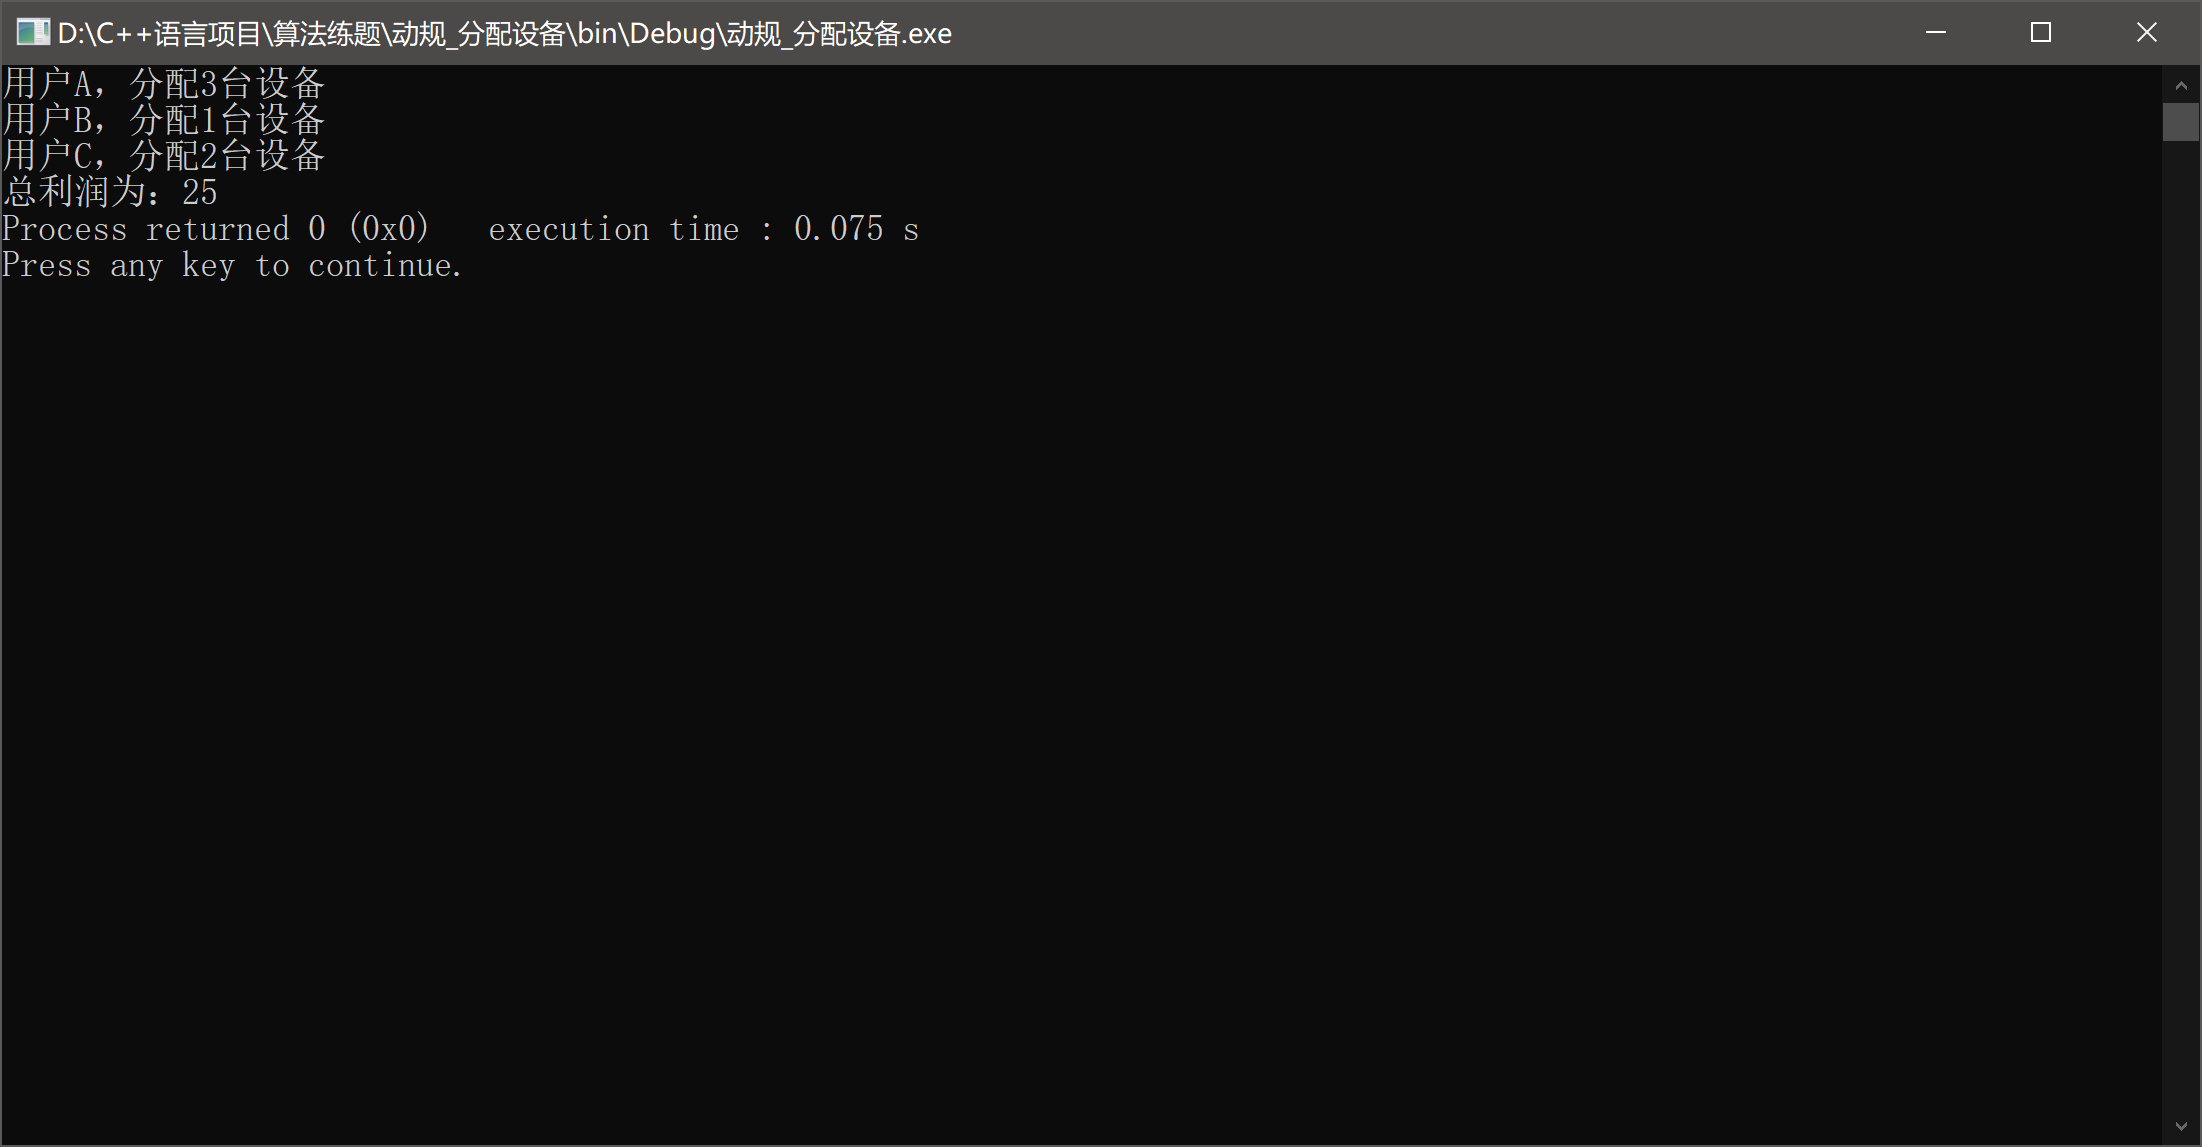 D:\C++语言项目\算法练题\动规_分配设备\bin\Debug\动规_分配设备.exe
用户A，分配3台设备
用户B，分配1台设备
用户C，分配2台设备
总利润为：25
Process returned 0 (0x0)   execution time : 0.075 s
Press any key to continue.